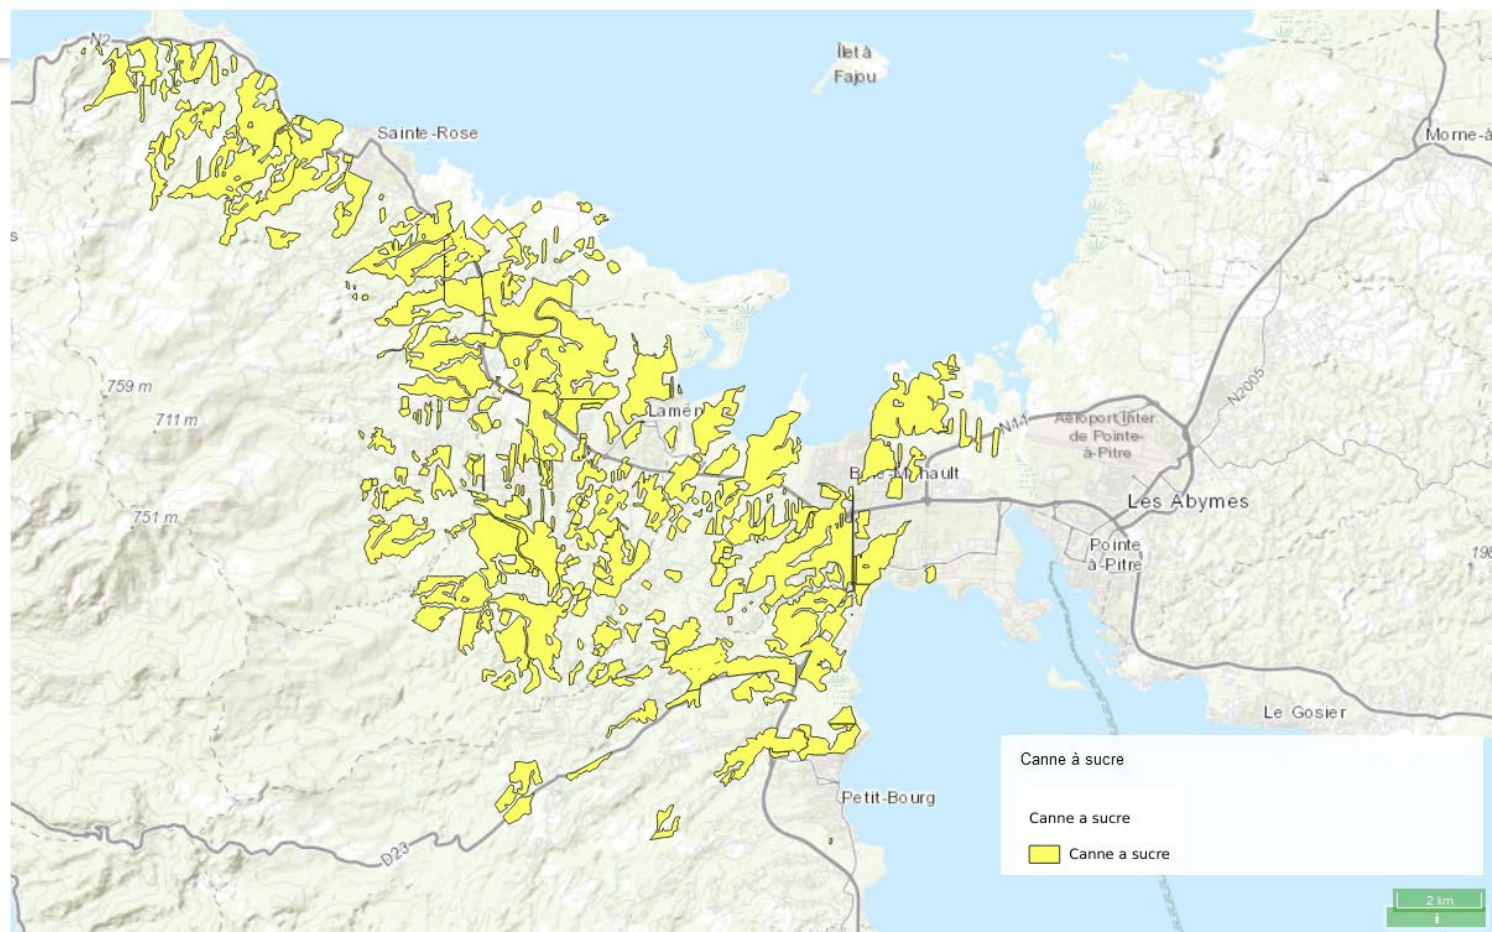 N2
Îlet à
Fajou
Sainte-Rose
Morne-à
s
759 m
711 m
Lamen
N2005
Aéroport Inter.
de Pointe-
à-Pitre
N11
751 m
Les Abymes
Pointe
à-Pitre
198
Le Gosier
Petit-Bourg
D23
Canne à sucre
Canne a sucre
Canne a sucre
2 km
i